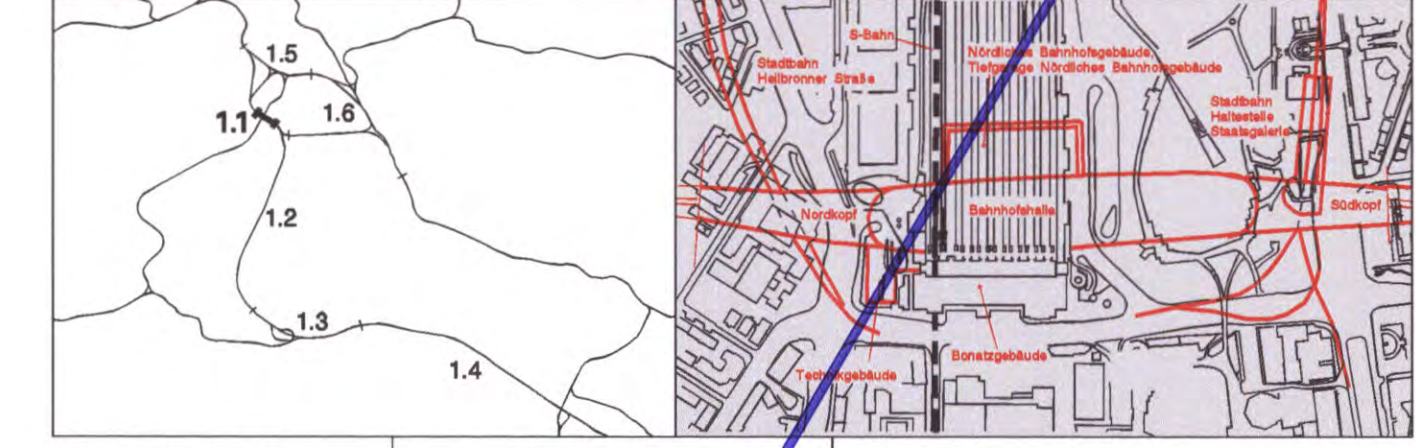 1.5
1.1
1.6
1.2
1.3
1.4
S-Bahn
Nördliches Bahnhofsgebäude,
Tiefgarage Nördliches Bahnhofsgebäude
Stadtbahn
Heilbronner Straße
Stadtbahn
Haltestelle
Staatsgalerie
Nordkopf
Bahnhofshalle
Südkopf
Bonatzgebäude
Technikgebäude